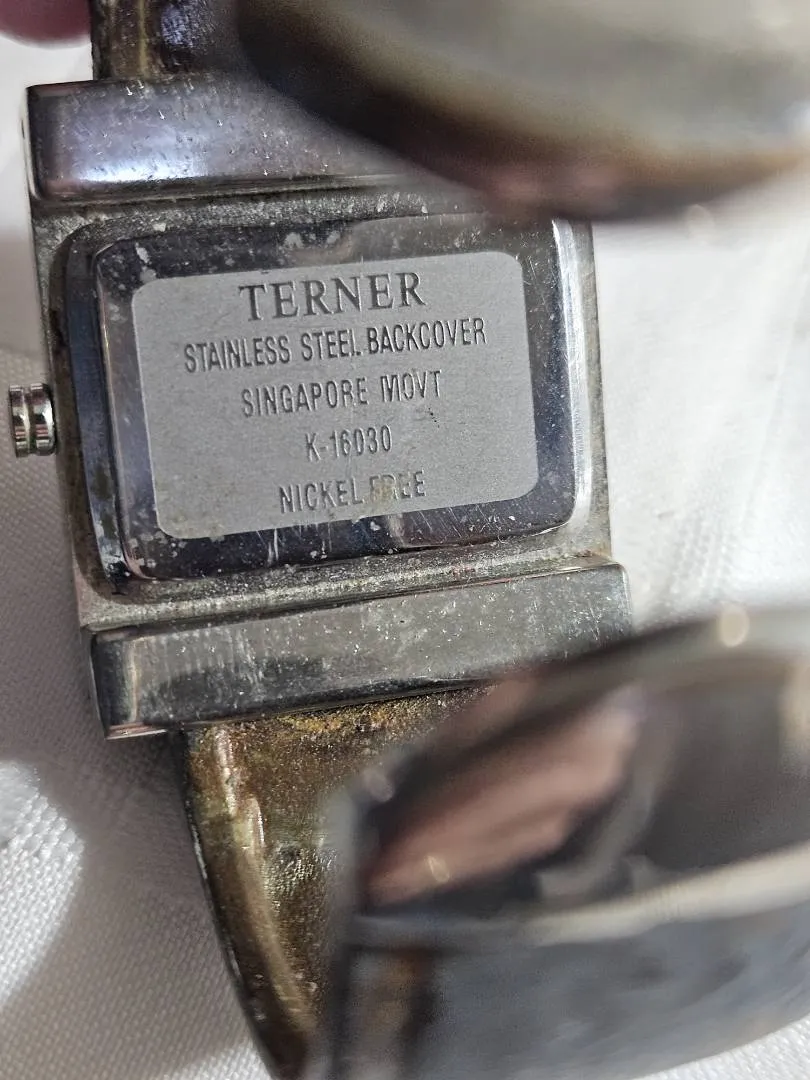 TERNER
STAINLESS STEEL BACKCOVER
SINGAPORE MOVT
K-16030
NICKEL FREE